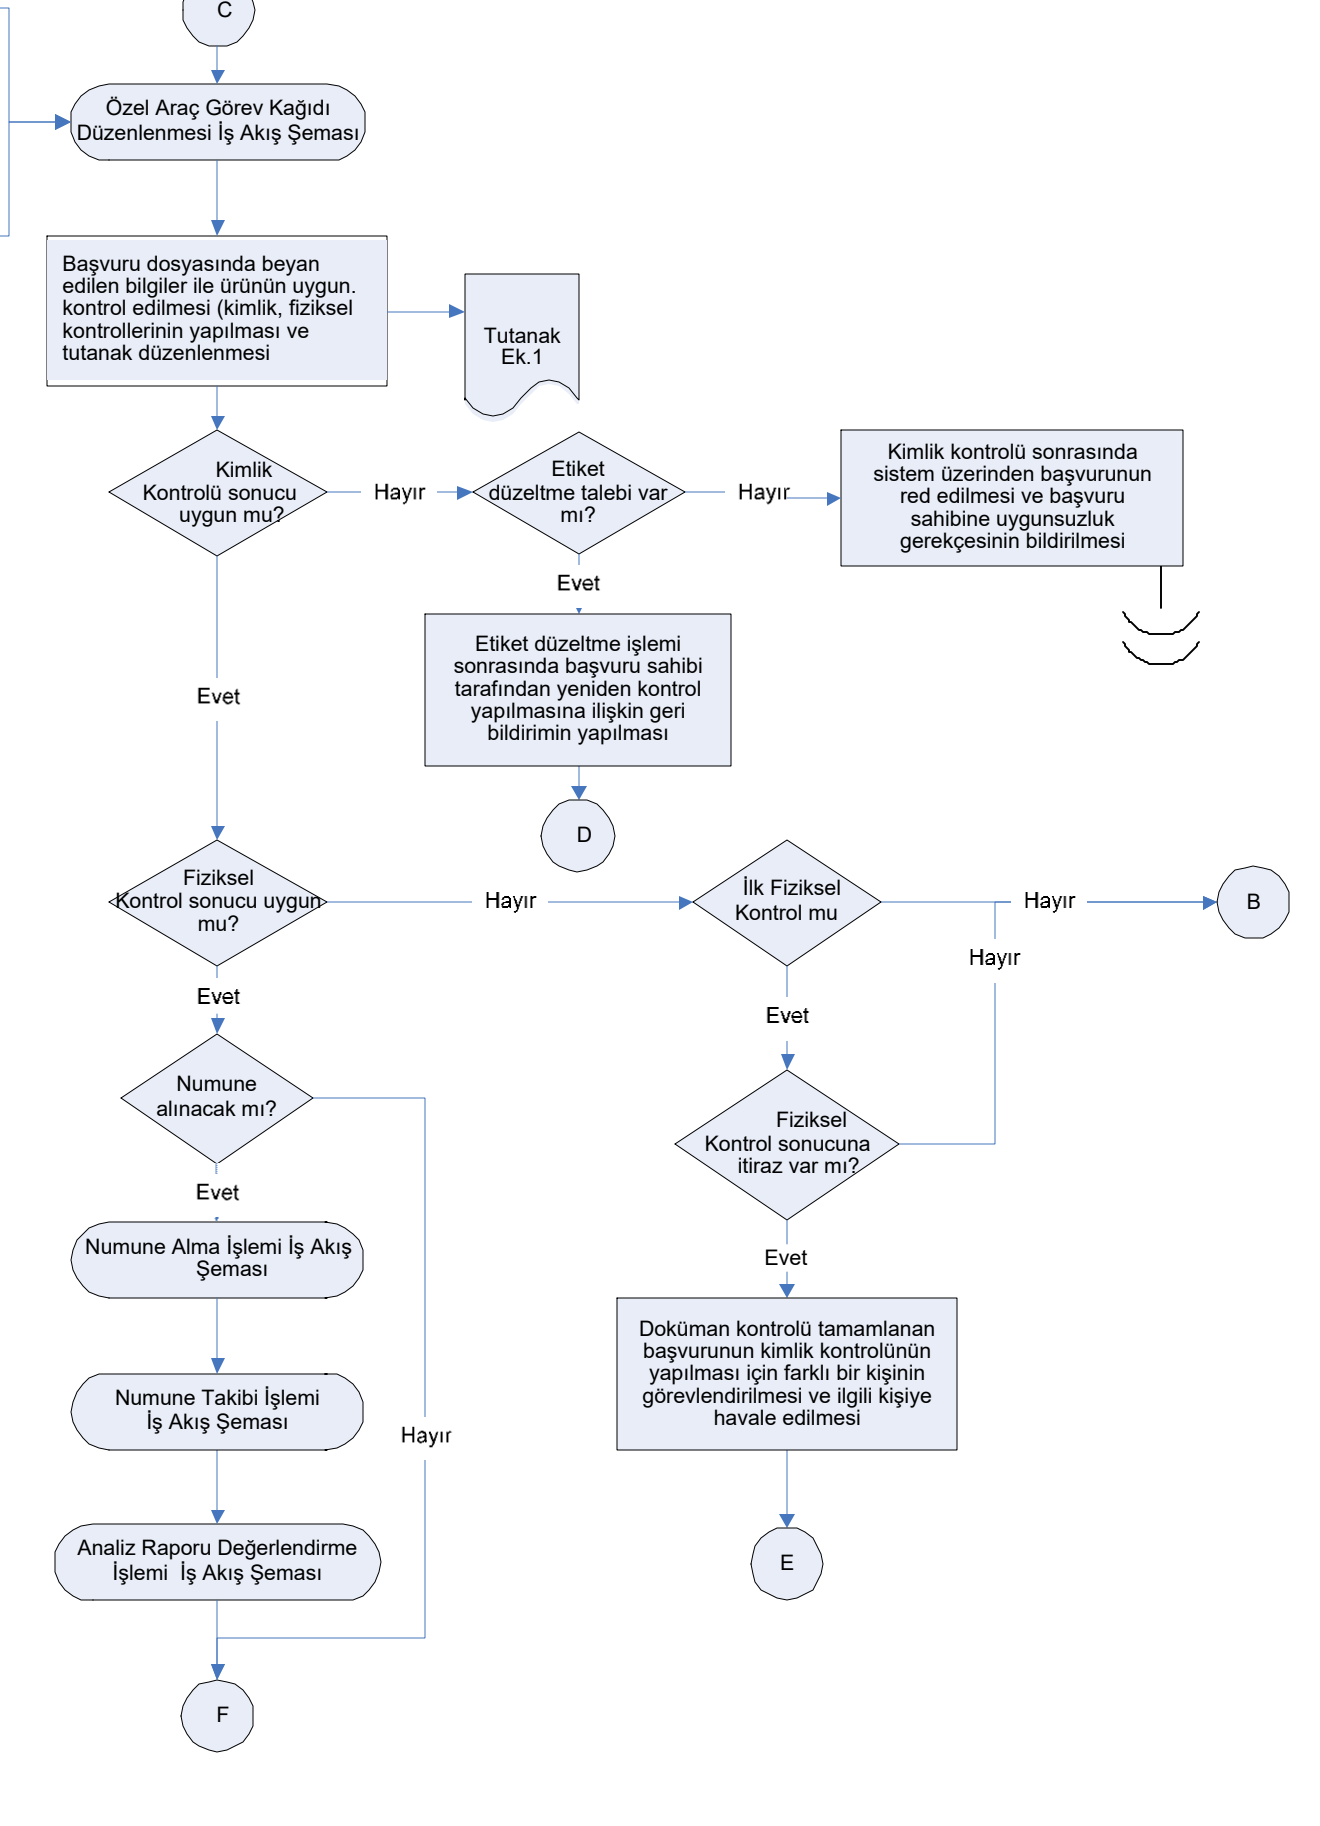 C
Özel Araç Görev Kağıdı
Düzenlenmesi İş Akış Şeması
Başvuru dosyasında beyan
edilen bilgiler ile ürünün uygun.
kontrol edilmesi (kimlik, fiziksel
kontrollerinin yapılması ve
tutanak düzenlenmesi
Tutanak
Ek.1
Kimlik
Kontrolü sonucu
uygun mu?
Hayır
Etiket
düzeltme talebi var
mı?
Hayır
Kimlik kontrolü sonrasında
sistem üzerinden başvurunun
red edilmesi ve başvuru
sahibine uygunsuzluk
gerekçesinin bildirilmesi
Evet
Etiket düzeltme işlemi
sonrasında başvuru sahibi
tarafından yeniden kontrol
yapılmasına ilişkin geri
bildirimin yapılması
Evet
D
Fiziksel
Kontrol sonucu uygun
mu?
Hayır
İlk Fiziksel
Kontrol mu
Hayır
B
Hayır
Evet
Evet
Numune
alınacak mı?
Fiziksel
Kontrol sonucuna
itiraz var mı?
Evet
Evet
Numune Alma İşlemi İş Akış
Şeması
Doküman kontrolü tamamlanan
başvurunun kimlik kontrolünün
yapılması için farklı bir kişinin
görevlendirilmesi ve ilgili kişiye
havale edilmesi
Numune Takibi İşlemi
İş Akış Şeması
Hayır
Analiz Raporu Değerlendirme
İşlemi  İş Akış Şeması
E
F